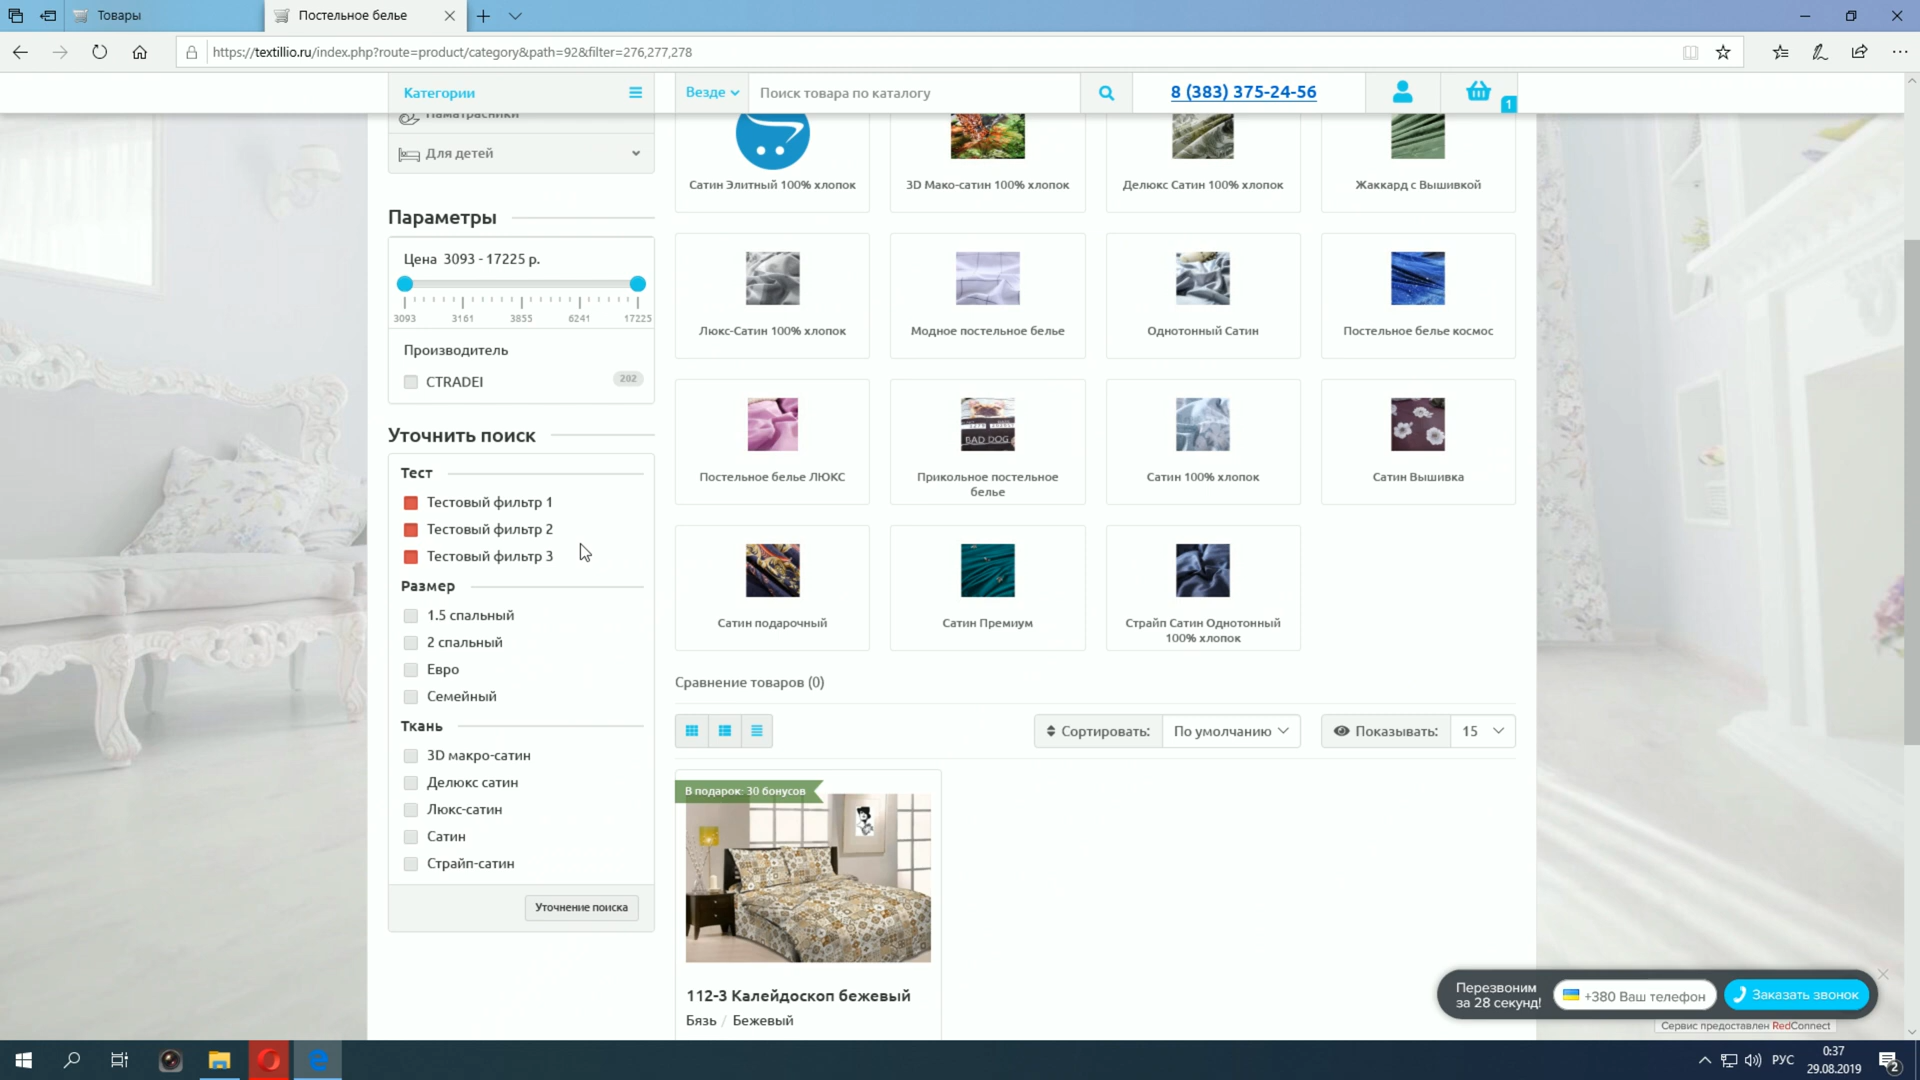 Товары
Постельное белье
https://textillio.ru/index.php?route=product/category&path=92&filter=276,277,278
Категории
Везде
Поиск товара по каталогу
8 (383) 375-24-56
1
Наматрасники
Для детей
Параметры
Цена 3093 - 17225 р.
3093 3161 3855 6241 17225
Производитель
CTRADEI 202
Уточнить поиск
Тест
Тестовый фильтр 1
Тестовый фильтр 2
Тестовый фильтр 3
Размер
1.5 спальный
2 спальный
Евро
Семейный
Ткань
3D макро-сатин
Делюкс сатин
Люкс-сатин
Сатин
Страйп-сатин
Уточнение поиска
Сатин Элитный 100% хлопок
3D Мако-сатин 100% хлопок
Делюкс Сатин 100% хлопок
Жаккард с Вышивкой
Люкс-Сатин 100% хлопок
Модное постельное белье
Однотонный Сатин
Постельное белье космос
BAD DOG
Постельное белье ЛЮКС
Прикольное постельное
белье
Сатин 100% хлопок
Сатин Вышивка
Сатин подарочный
Сатин Премиум
Страйп Сатин Однотонный
100% хлопок
Сравнение товаров (0)
Сортировать: По умолчанию
Показывать: 15
В подарок: 30 бонусов
112-3 Калейдоскоп бежевый
Бязь / Бежевый
Перезвоним
за 28 секунд!
+380 Ваш телефон
Заказать звонок
Сервис предоставлен RedConnect
РУС
0:37
29.08.2019
2